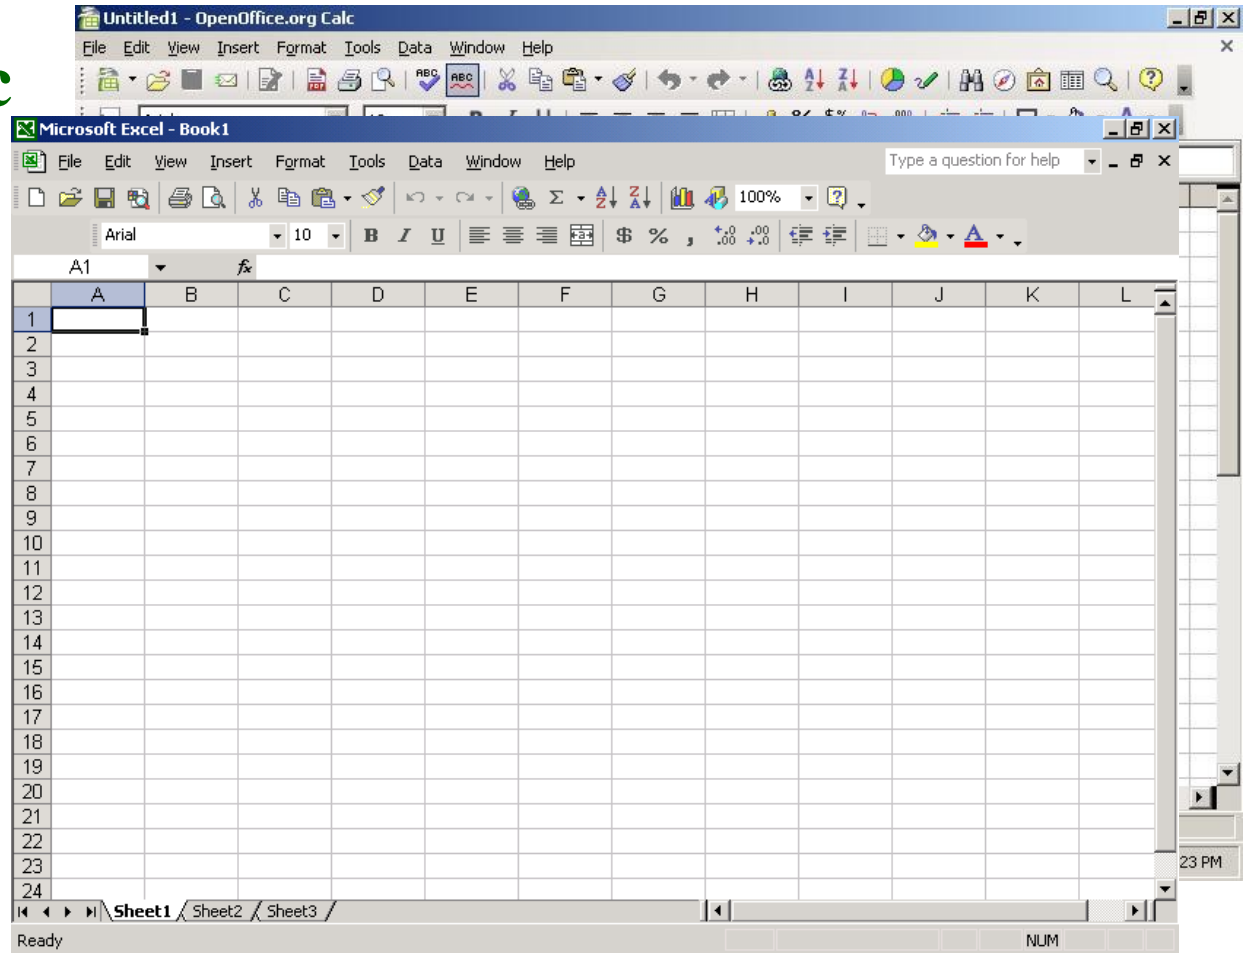 Untitled1 - OpenOffice.org Calc
File Edit View Insert Format Tools Data Window Help
c
ABC ABC
Microsoft Excel - Book1
File Edit View Insert Format Tools Data Window Help Type a question for help
100%
Arial 10 B I U $ % ,
A1 fx
A B C D E F G H I J K L
1
2
3
4
5
6
7
8
9
10
11
12
13
14
15
16
17
18
19
20
21
22
23
23 PM
24
Sheet1 Sheet2 Sheet3
Ready NUM